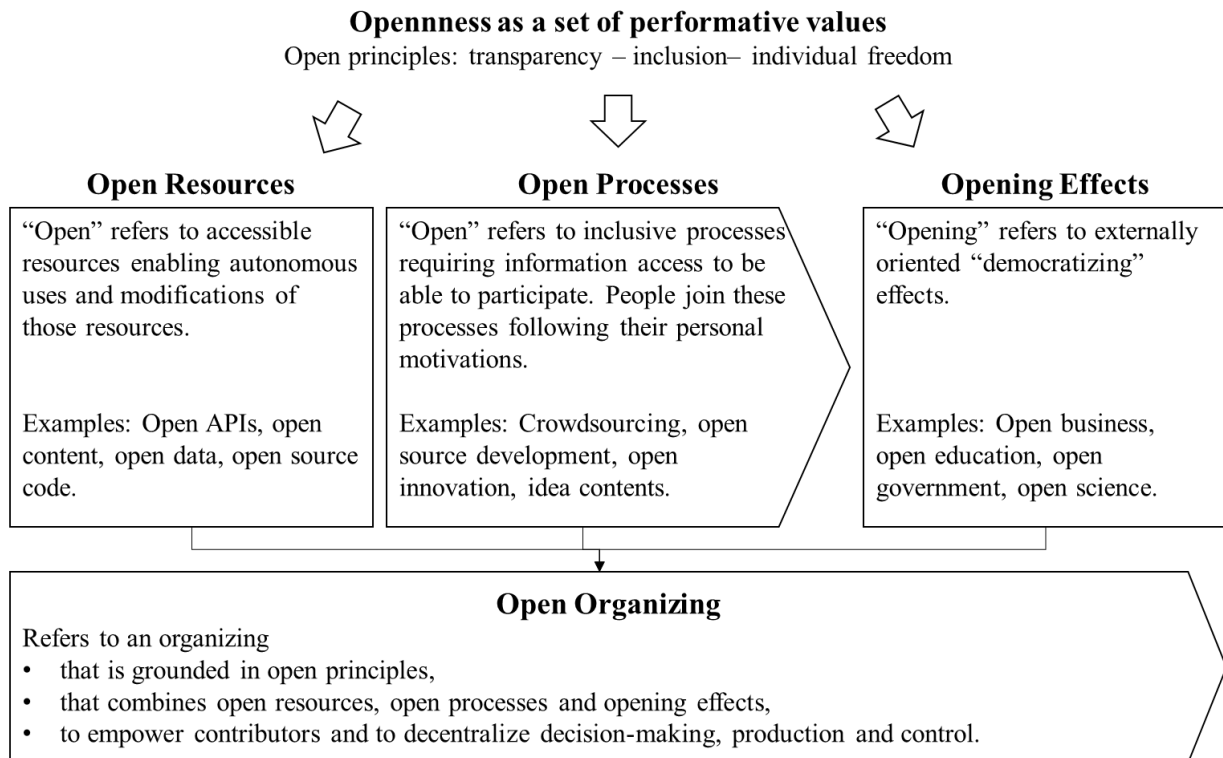 Opennness as a set of performative values
Open principles: transparency – inclusion– individual freedom
Open Resources
“Open” refers to accessible
resources enabling autonomous
uses and modifications of
those resources.
Examples: Open APIs, open
content, open data, open source
code.
Open Processes
“Open” refers to inclusive processes
requiring information access to be
able to participate. People join these
processes following their personal
motivations.
Examples: Crowdsourcing, open
source development, open
innovation, idea contents.
Opening Effects
“Opening” refers to externally
oriented “democratizing”
effects.
Examples: Open business,
open education, open
government, open science.
Open Organizing
Refers to an organizing
• that is grounded in open principles,
• that combines open resources, open processes and opening effects,
• to empower contributors and to decentralize decision-making, production and control.